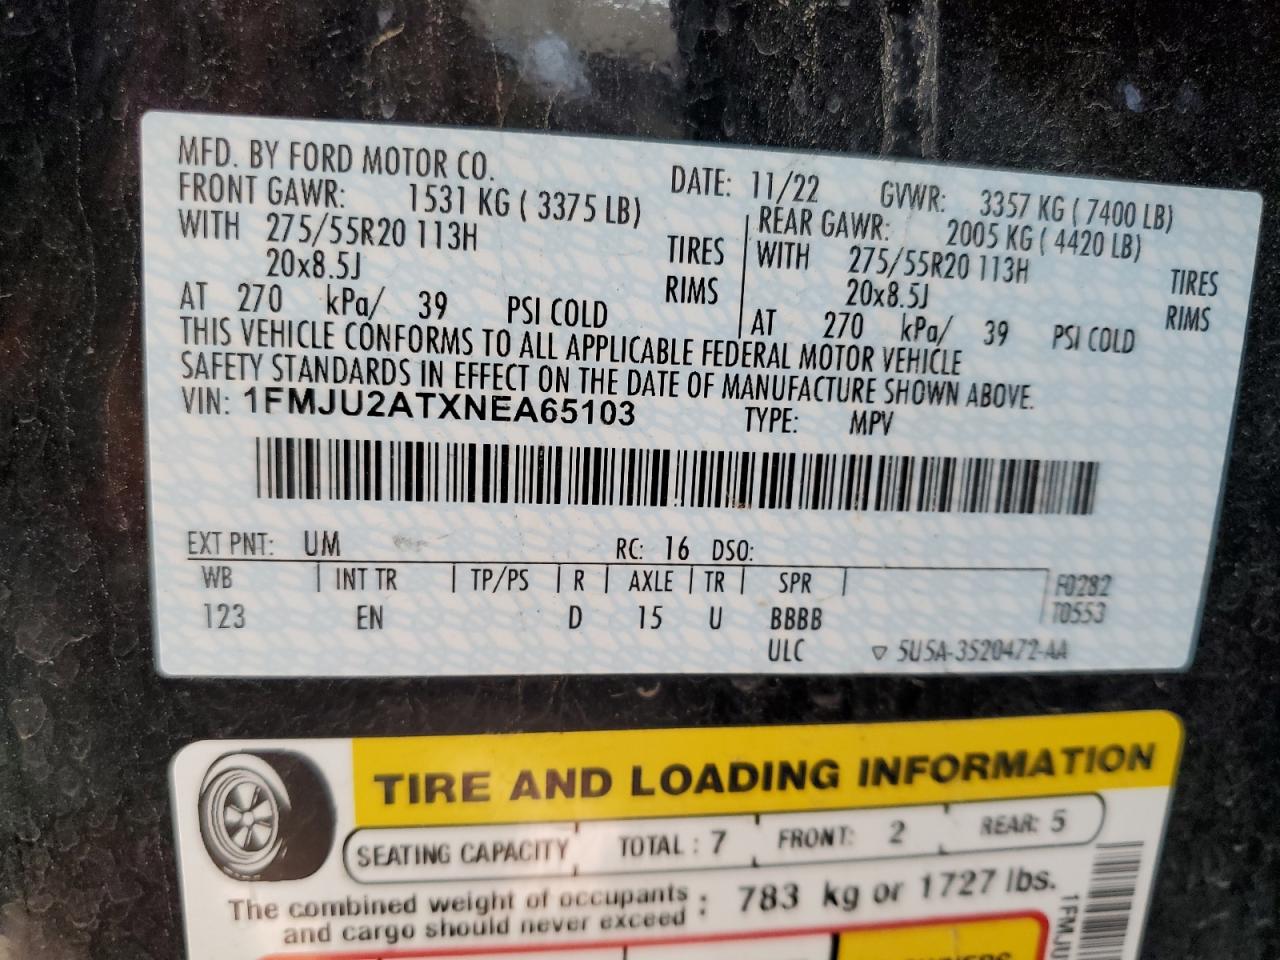 MFD. BY FORD MOTOR CO. DATE: 11/22 GVWR: 3357 KG ( 7400 LB)
FRONT GAWR: 1531 KG ( 3375 LB) REAR GAWR: 2005 KG ( 4420 LB)
WITH 275/55R20 113H TIRES WITH 275/55R20 113H TIRES
20x8.5J RIMS 20x8.5J RIMS
AT 270 kPa/ 39 PSI COLD AT 270 kPa/ 39 PSI COLD
THIS VEHICLE CONFORMS TO ALL APPLICABLE FEDERAL MOTOR VEHICLE
SAFETY STANDARDS IN EFFECT ON THE DATE OF MANUFACTURE SHOWN ABOVE.
VIN: 1FMJU2ATXNEA65103 TYPE: MPV
EXT PNT: UM RC: 16 DSO:
WB INT TR TP/PS R AXLE TR SPR F0282
123 EN D 15 U BBBB T0553
ULC ▽ 5U5A-3520472-AA
TIRE AND LOADING INFORMATION
SEATING CAPACITY TOTAL : 7 FRONT: 2 REAR: 5
The combined weight of occupants : 783 kg or 1727 lbs.
and cargo should never exceed
1FMJU